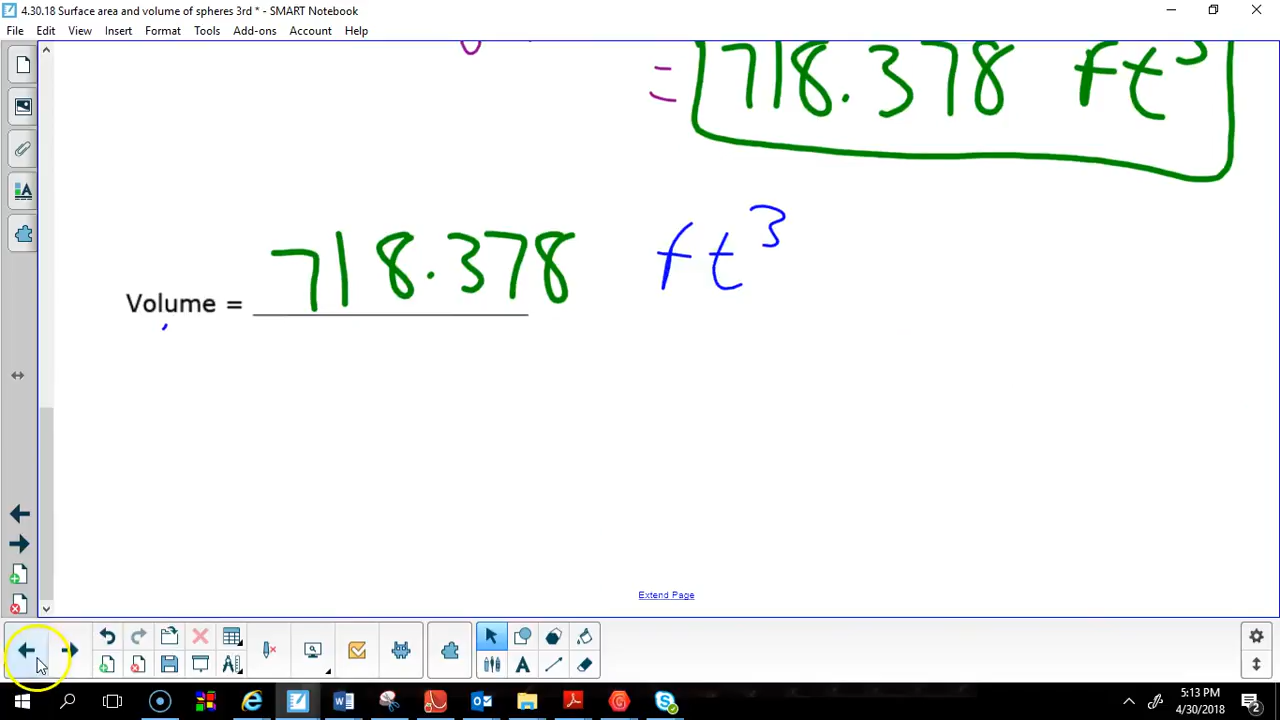 4.30.18 Surface area and volume of spheres 3rd * - SMART Notebook
File Edit View Insert Format Tools Add-ons Account Help
= 718.378 ft³
718.378 ft³
Volume =
Extend Page
5:13 PM
4/30/2018